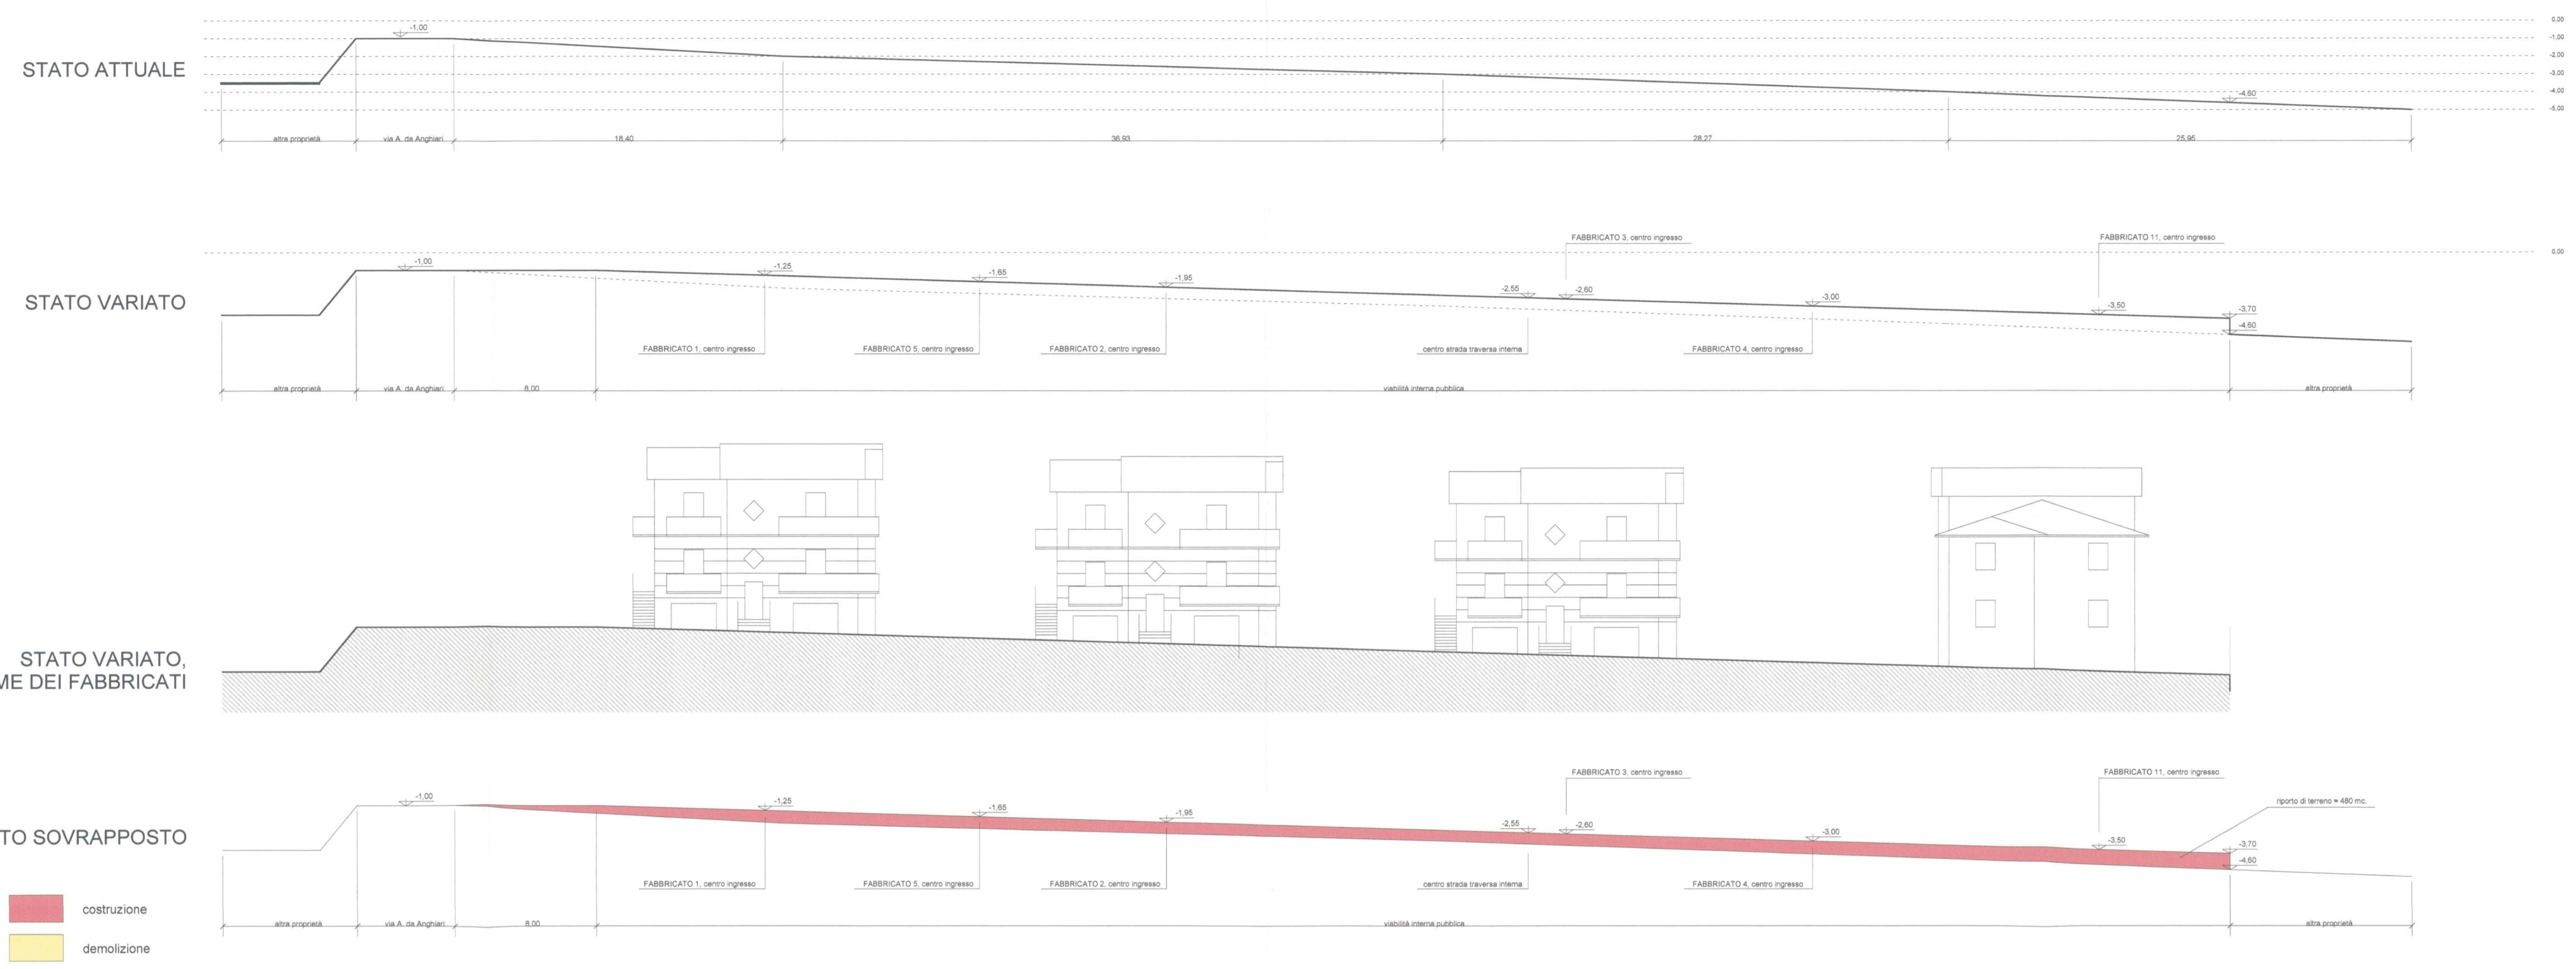 STATO ATTUALE
-1,00
0,00
-1,00
-2,00
-3,00
-4,00
-5,00
-4,60
altra proprietà
via A. da Anghiari
18,40
36,93
28,27
25,95
STATO VARIATO
FABBRICATO 3, centro ingresso
FABBRICATO 11, centro ingresso
0,00
-1,00
-1,25
-1,65
-1,95
-2,55
-2,60
-3,00
-3,50
-3,70
-4,60
FABBRICATO 1, centro ingresso
FABBRICATO 5, centro ingresso
FABBRICATO 2, centro ingresso
centro strada traversa interna
FABBRICATO 4, centro ingresso
altra proprietà
via A. da Anghiari
8,00
viabilità interna pubblica
altra proprietà
STATO VARIATO,
ME DEI FABBRICATI
TO SOVRAPPOSTO
FABBRICATO 3, centro ingresso
FABBRICATO 11, centro ingresso
riporto di terreno = 480 mc.
-1,00
-1,25
-1,65
-1,95
-2,55
-2,60
-3,00
-3,50
-3,70
-4,60
FABBRICATO 1, centro ingresso
FABBRICATO 5, centro ingresso
FABBRICATO 2, centro ingresso
centro strada traversa interna
FABBRICATO 4, centro ingresso
altra proprietà
via A. da Anghiari
8,00
viabilità interna pubblica
altra proprietà
costruzione
demolizione